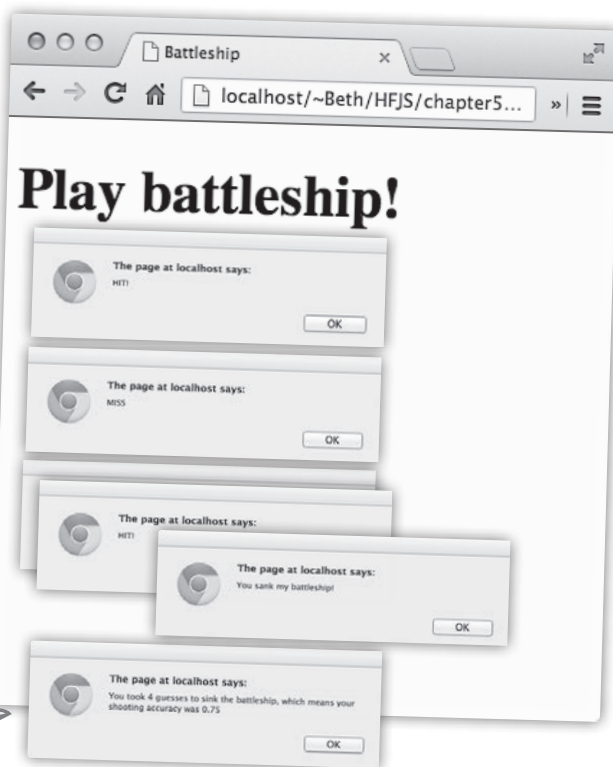 Battleship
localhost/~Beth/HFJS/chapter5...
»
Play battleship!
The page at localhost says:
HIT!
OK
The page at localhost says:
MISS
OK
The page at localhost says:
HIT!
The page at localhost says:
You sank my battleship!
OK
The page at localhost says:
You took 4 guesses to sink the battleship, which means your
shooting accuracy was 0.75
OK